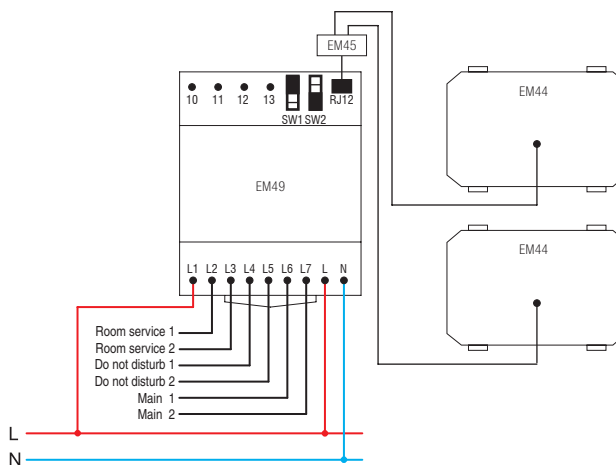 EM45
10 11 12 13 RJ12
SW1 SW2
EM44
EM49
EM44
L1 L2 L3 L4 L5 L6 L7 L N
Room service 1
Room service 2
Do not disturb 1
Do not disturb 2
Main 1
Main 2
L
N